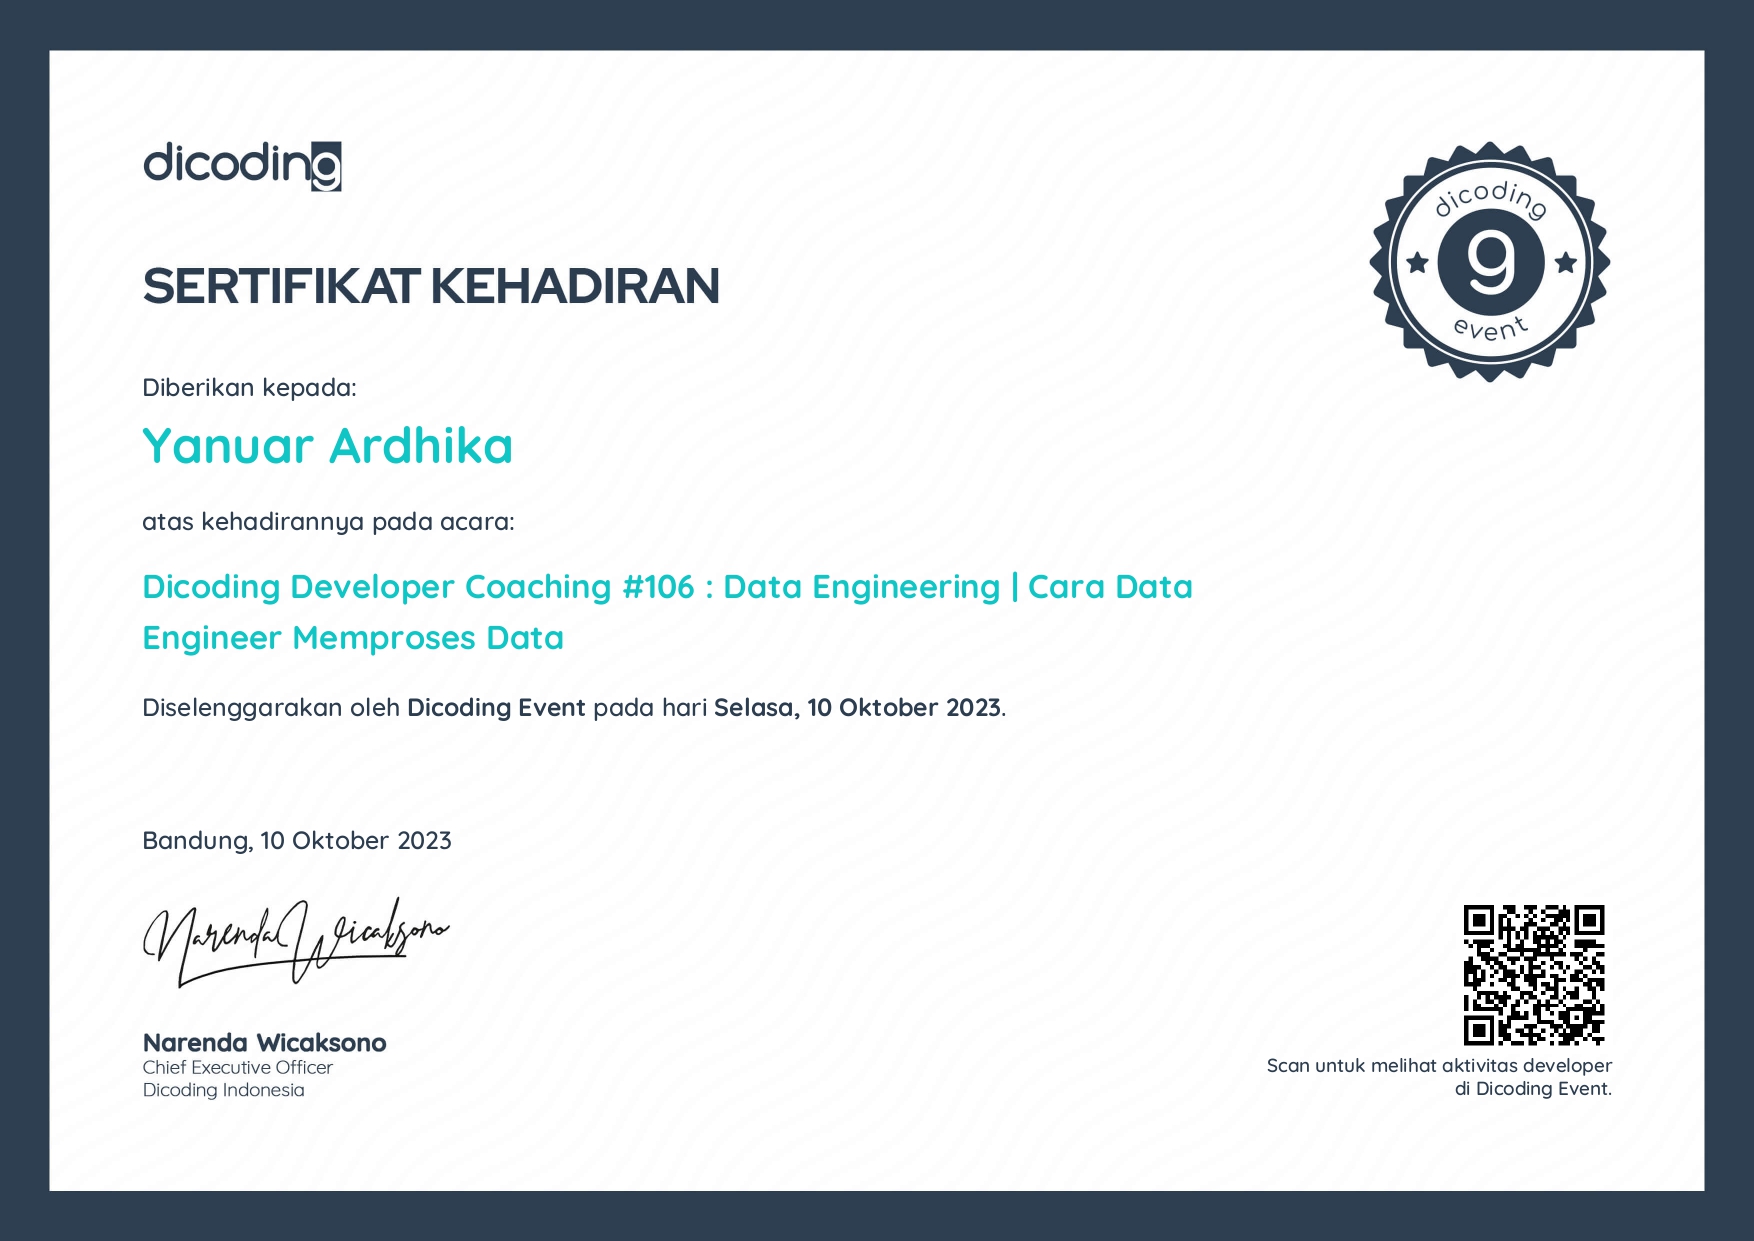 dicoding
SERTIFIKAT KEHADIRAN
dicoding
g
event
Diberikan kepada:
Yanuar Ardhika
atas kehadirannya pada acara:
Dicoding Developer Coaching #106 : Data Engineering | Cara Data
Engineer Memproses Data
Diselenggarakan oleh Dicoding Event pada hari Selasa, 10 Oktober 2023.
Bandung, 10 Oktober 2023
Narenda Wicaksono
Narenda Wicaksono
Chief Executive Officer
Dicoding Indonesia
Scan untuk melihat aktivitas developer
di Dicoding Event.